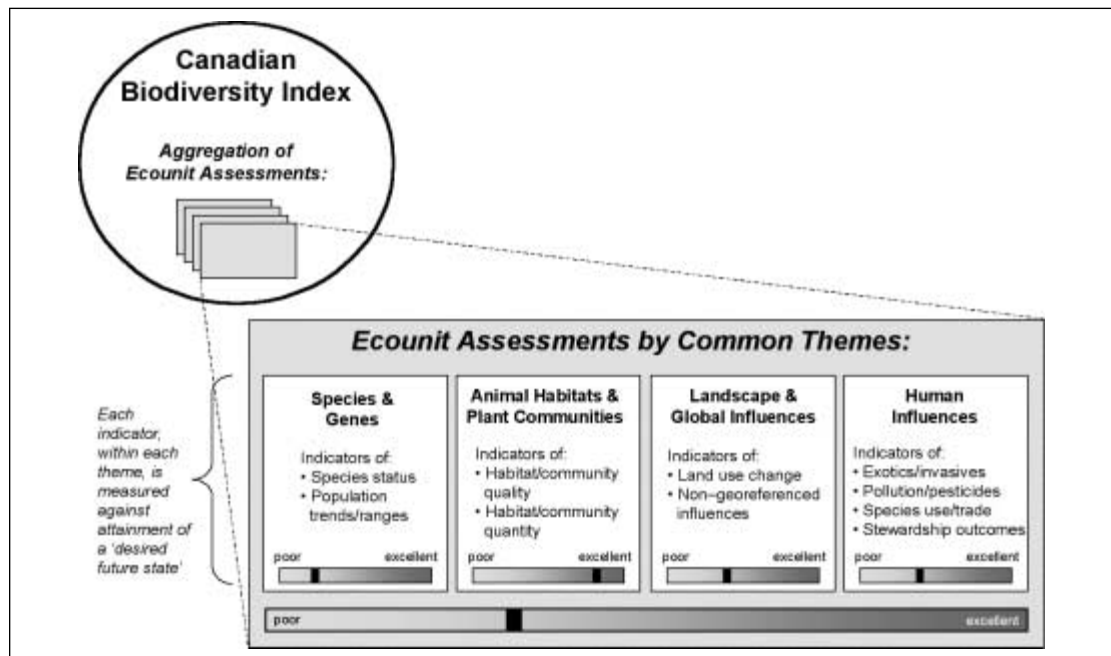 Canadian
Biodiversity Index
Aggregation of
Ecounit Assessments:
Ecounit Assessments by Common Themes:
Each
indicator,
within each
theme, is
measured
against
attainment of
a ‘desired
future state’
Species &
Genes
Indicators of:
• Species status
• Population
trends/ranges
poor excellent
Animal Habitats &
Plant Communities
Indicators of:
• Habitat/community
quality
• Habitat/community
quantity
poor excellent
Landscape &
Global Influences
Indicators of:
• Land use change
• Non–georeferenced
influences
poor excellent
Human
Influences
Indicators of:
• Exotics/invasives
• Pollution/pesticides
• Species use/trade
• Stewardship outcomes
poor excellent
poor excellent